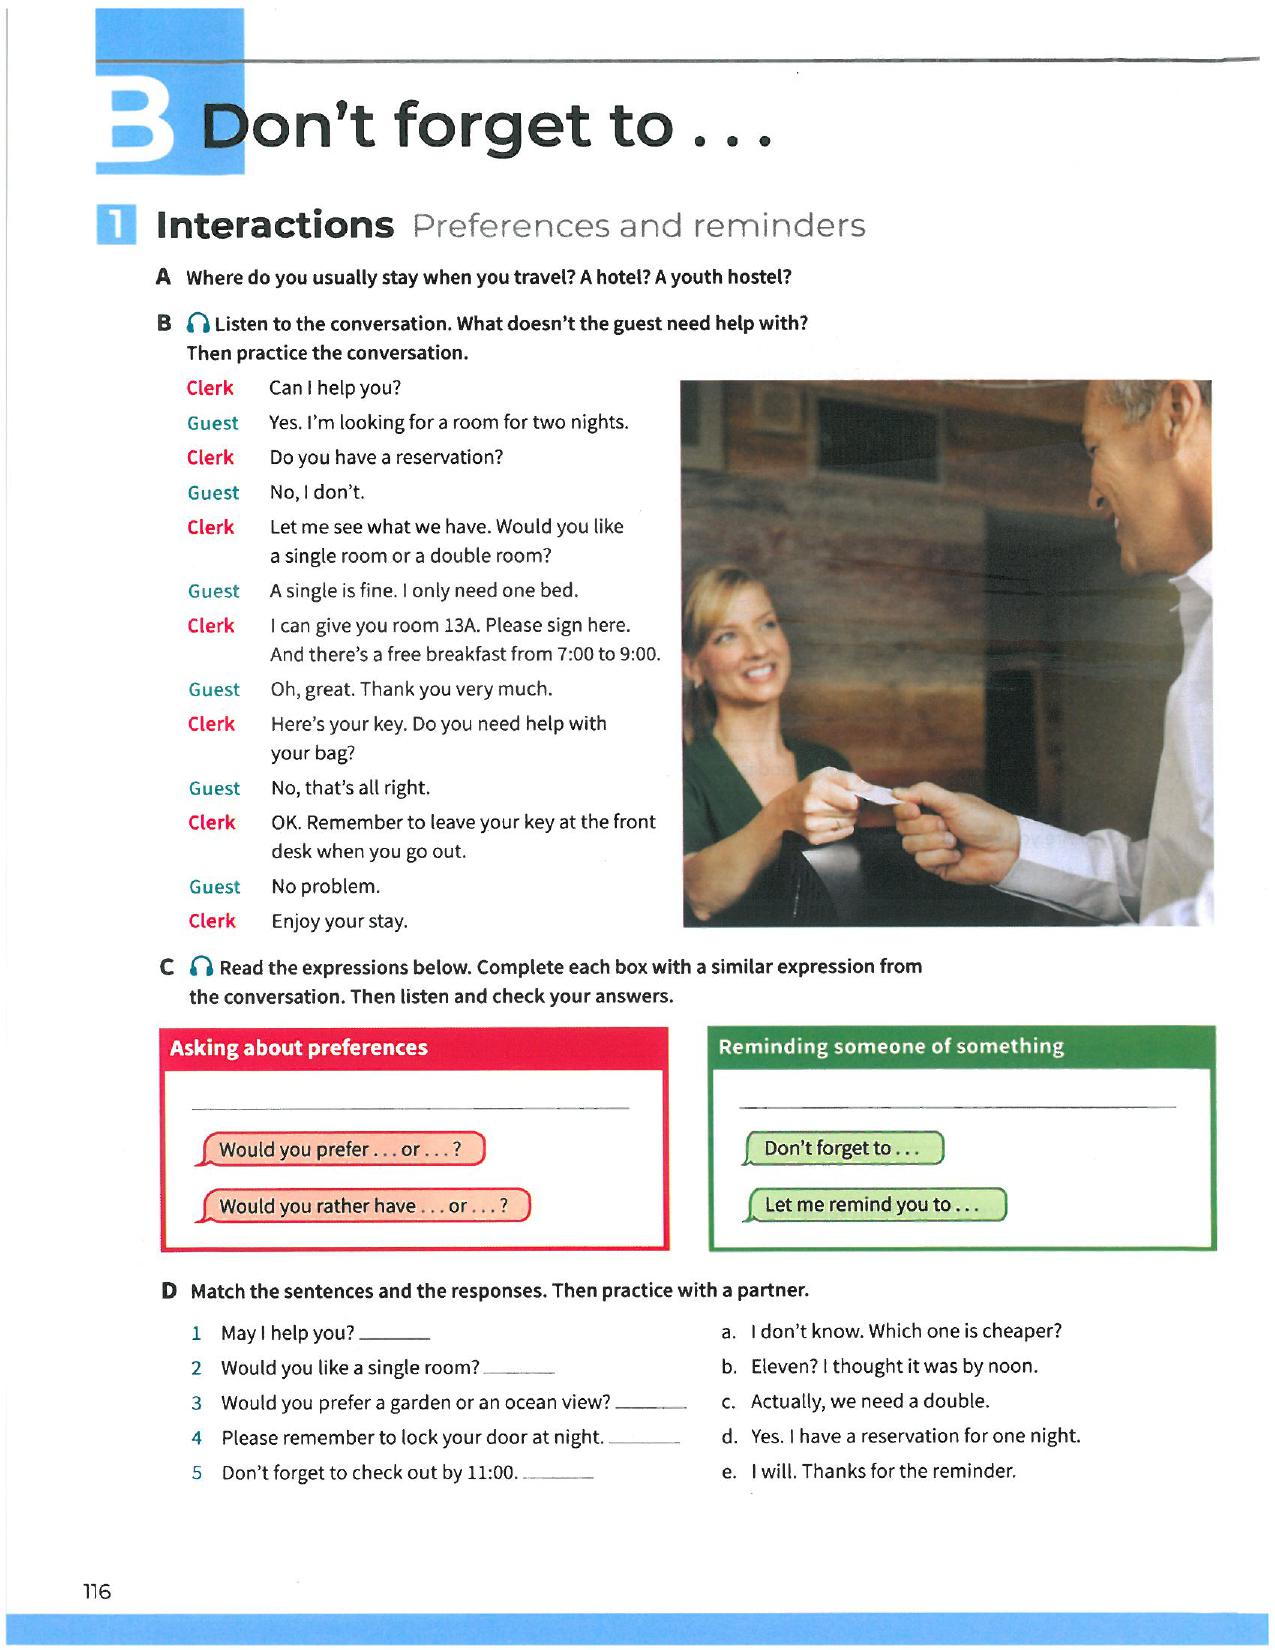 B Don't forget to . . .
1 Interactions Preferences and reminders
A Where do you usually stay when you travel? A hotel? A youth hostel?
B Listen to the conversation. What doesn't the guest need help with?
Then practice the conversation.
Clerk Can I help you?
Guest Yes. I'm looking for a room for two nights.
Clerk Do you have a reservation?
Guest No, I don't.
Clerk Let me see what we have. Would you like
a single room or a double room?
Guest A single is fine. I only need one bed.
Clerk I can give you room 13A. Please sign here.
And there's a free breakfast from 7:00 to 9:00.
Guest Oh, great. Thank you very much.
Clerk Here's your key. Do you need help with
your bag?
Guest No, that's all right.
Clerk OK. Remember to leave your key at the front
desk when you go out.
Guest No problem.
Clerk Enjoy your stay.
C Read the expressions below. Complete each box with a similar expression from
the conversation. Then listen and check your answers.
Asking about preferences
Would you prefer . . . or . . . ?
Would you rather have . . . or . . . ?
Reminding someone of something
Don't forget to . . .
Let me remind you to . . .
D Match the sentences and the responses. Then practice with a partner.
1 May I help you? ______
2 Would you like a single room? ______
3 Would you prefer a garden or an ocean view? ______
4 Please remember to lock your door at night. ______
5 Don't forget to check out by 11:00. ______
a. I don't know. Which one is cheaper?
b. Eleven? I thought it was by noon.
c. Actually, we need a double.
d. Yes. I have a reservation for one night.
e. I will. Thanks for the reminder.
116